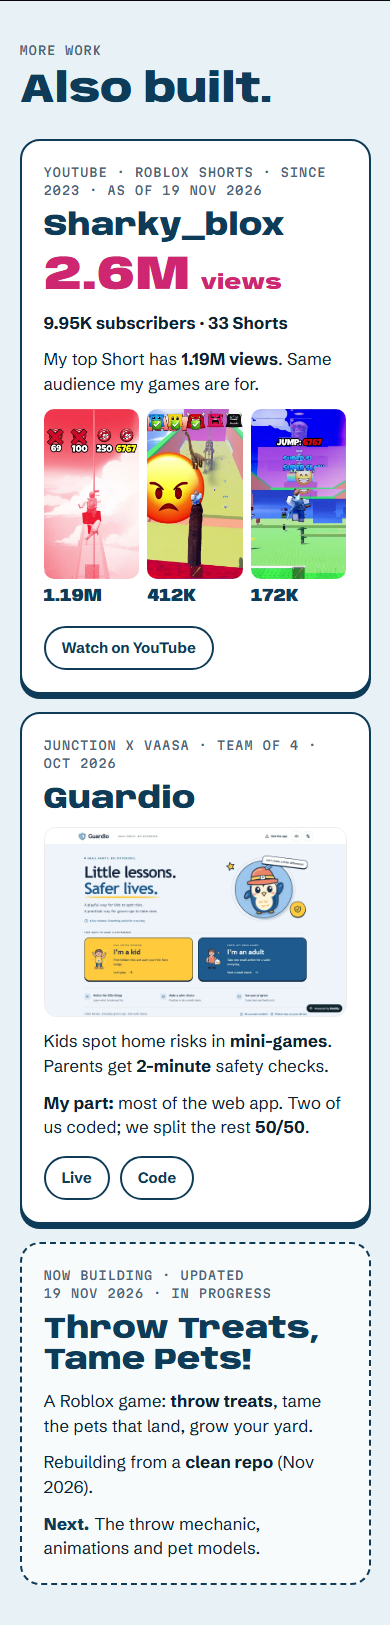 MORE WORK
Also built.
YOUTUBE · ROBLOX SHORTS · SINCE
2023 · AS OF 19 NOV 2026
Sharky_blox
2.6M views
9.95K subscribers · 33 Shorts
My top Short has 1.19M views. Same
audience my games are for.
69 100 250 6767
JUMP: 6767
1.19M 412K 172K
Watch on YouTube
JUNCTION X VAASA · TEAM OF 4 ·
OCT 2026
Guardio
Guardio
Little lessons.
Safer lives.
I'm a kid
I'm an adult
Kids spot home risks in mini-games.
Parents get 2-minute safety checks.
My part: most of the web app. Two of
us coded; we split the rest 50/50.
Live Code
NOW BUILDING · UPDATED
19 NOV 2026 · IN PROGRESS
Throw Treats,
Tame Pets!
A Roblox game: throw treats, tame
the pets that land, grow your yard.
Rebuilding from a clean repo (Nov
2026).
Next. The throw mechanic,
animations and pet models.